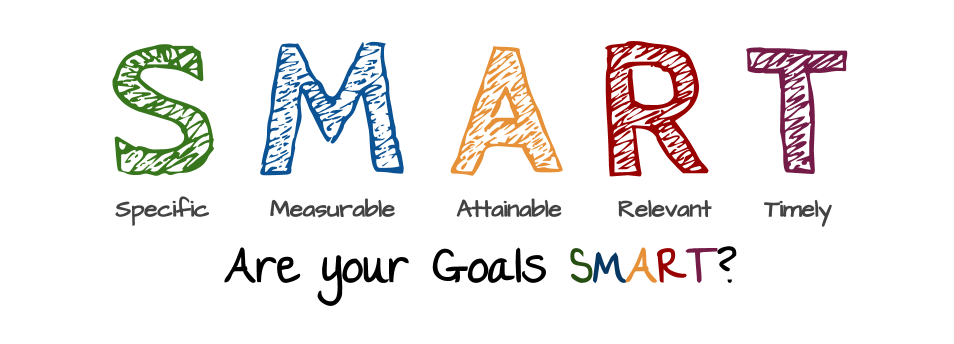 SMART
Specific Measurable Attainable Relevant Timely
Are your Goals SMART?